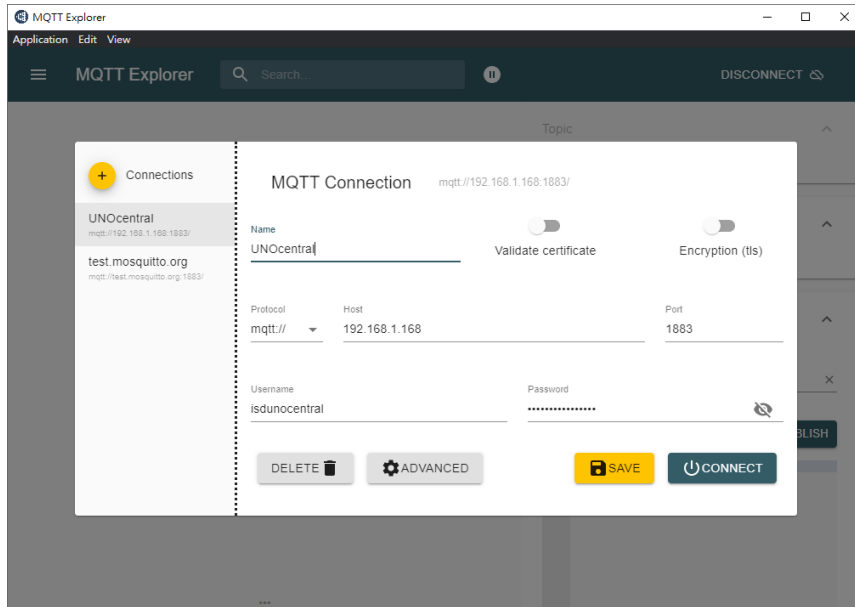 MQTT Explorer
Application Edit View
MQTT Explorer
Search...
DISCONNECT
Topic
Connections
UNOcentral
mqtt://192.168.1.168:1883/
test.mosquitto.org
mqtt://test.mosquitto.org:1883/
MQTT Connection mqtt://192.168.1.168:1883/
Name
UNOcentral
Validate certificate
Encryption (tls)
Protocol Host Port
mqtt:// 192.168.1.168 1883
Username Password
isdunocentral ••••••••••••••••
BLISH
DELETE ADVANCED SAVE CONNECT